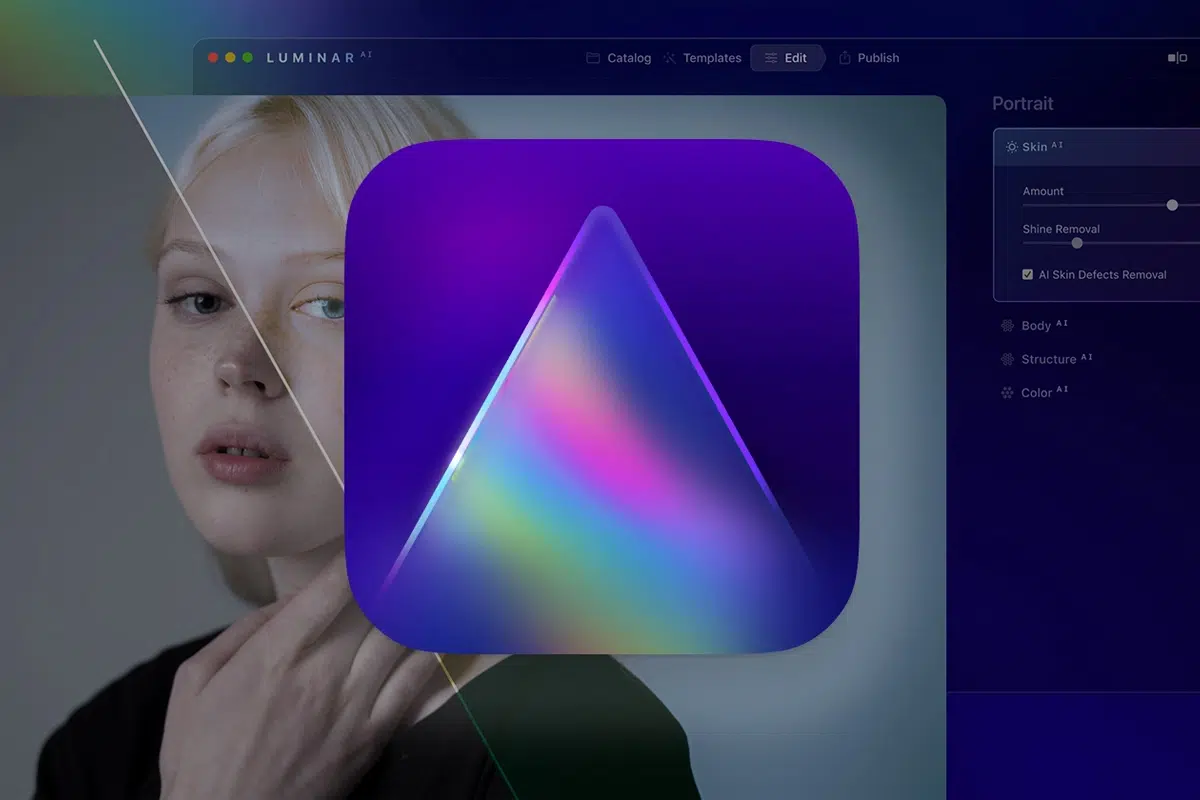 LUMINAR AI
Catalog
Templates
Edit
Publish
Portrait
Skin AI
Amount
Shine Removal
AI Skin Defects Removal
Body AI
Structure AI
Color AI